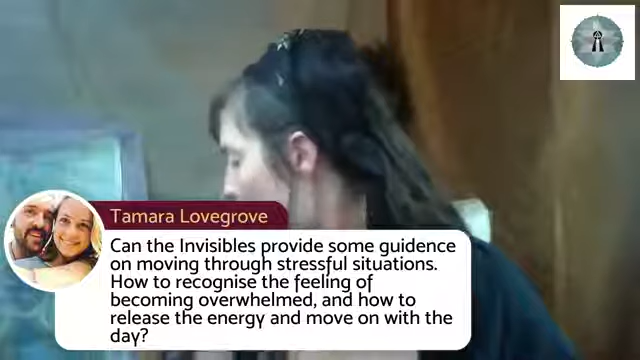 Tamara Lovegrove
Can the Invisibles provide some guidence
on moving through stressful situations.
How to recognise the feeling of
becoming overwhelmed, and how to
release the energy and move on with the
day?